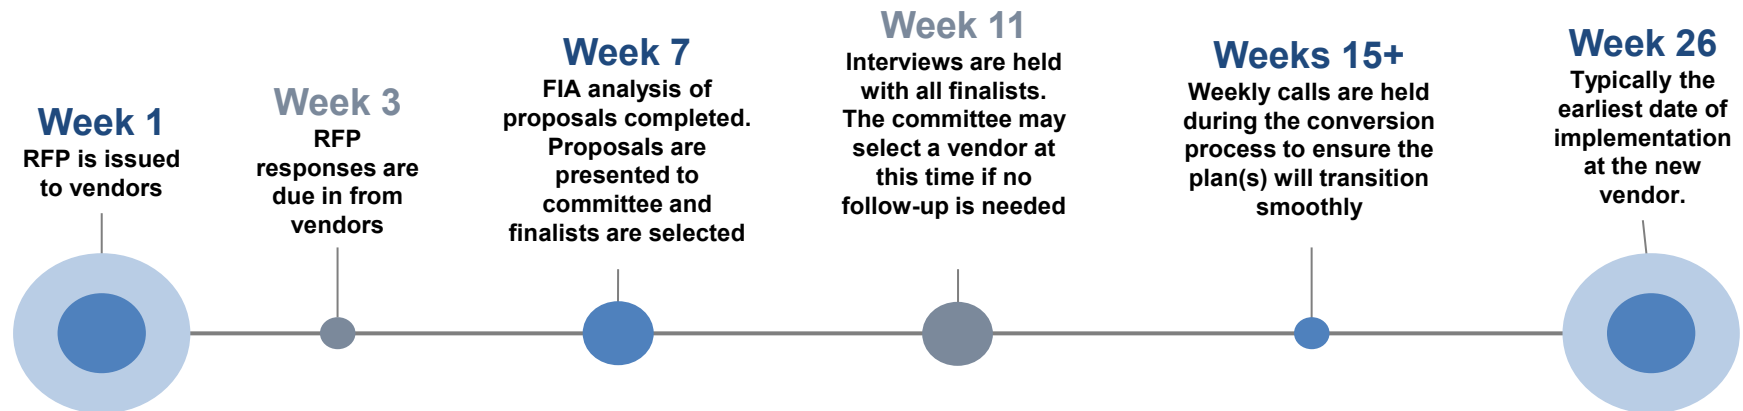 Week 1
RFP is issued
to vendors
Week 3
RFP
responses are
due in from
vendors
Week 7
FIA analysis of
proposals completed.
Proposals are
presented to
committee and
finalists are selected
Week 11
Interviews are held
with all finalists.
The committee may
select a vendor at
this time if no
follow-up is needed
Weeks 15+
Weekly calls are held
during the conversion
process to ensure the
plan(s) will transition
smoothly
Week 26
Typically the
earliest date of
implementation
at the new
vendor.